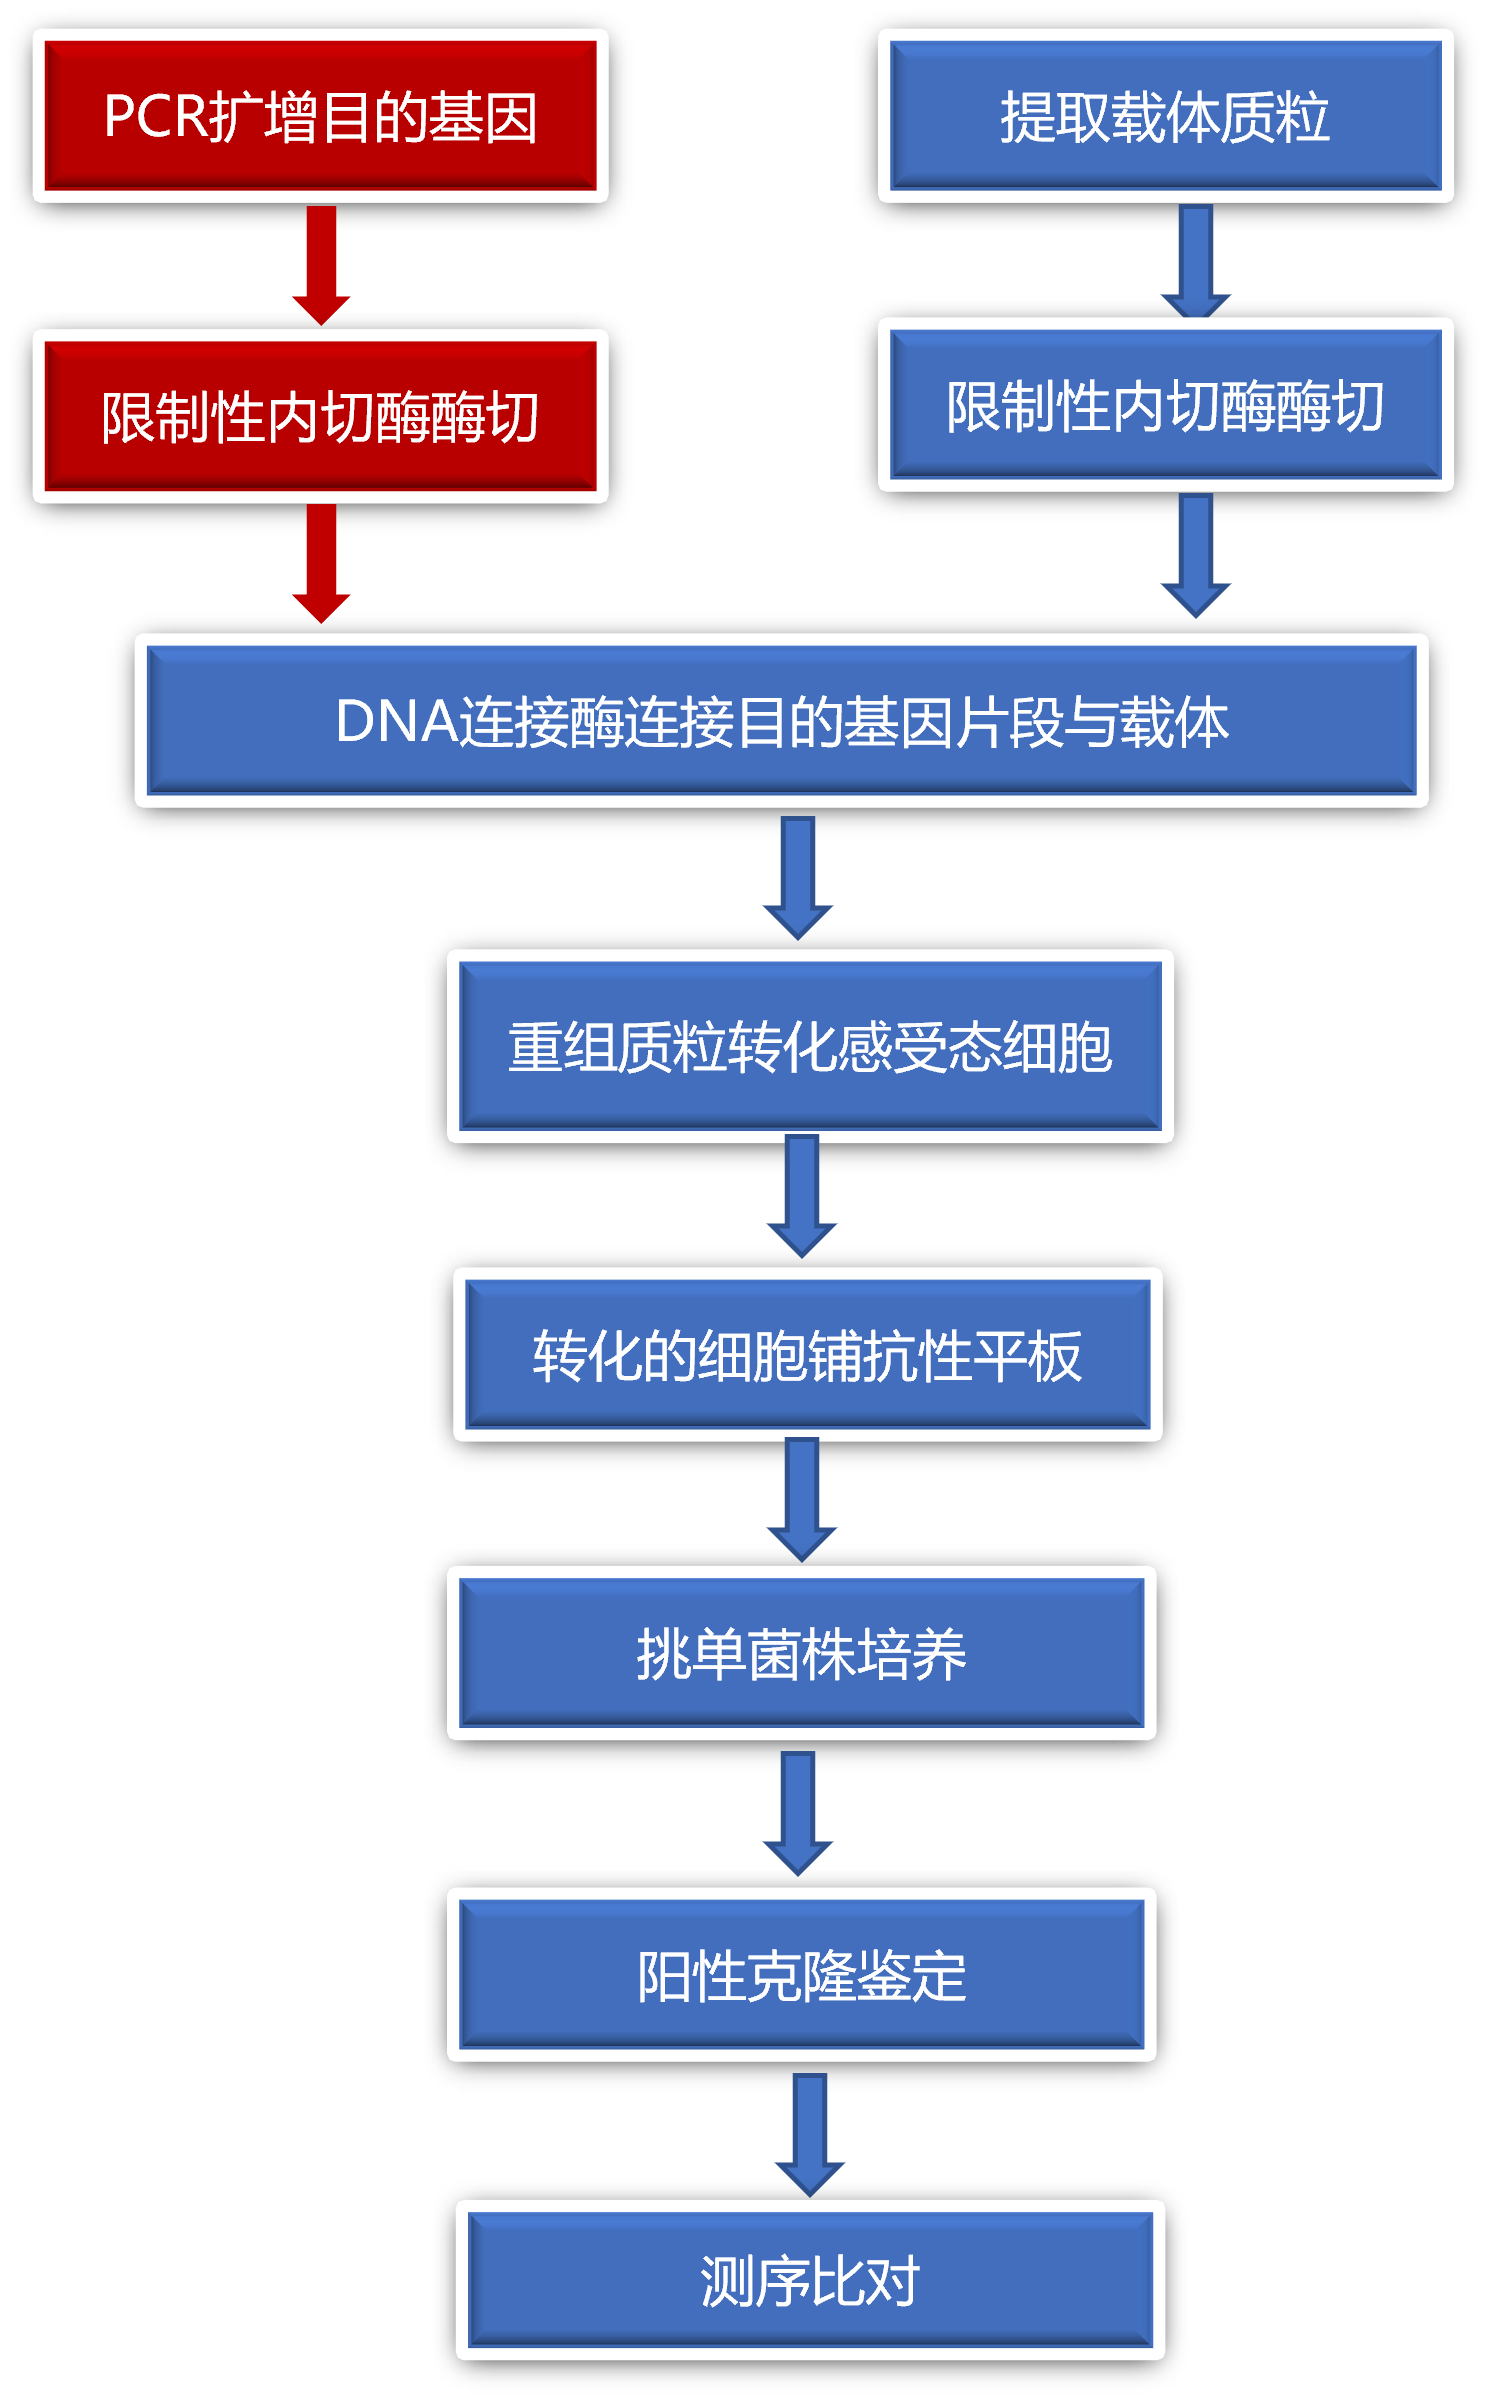 PCR扩增目的基因
提取载体质粒
限制性内切酶酶切
限制性内切酶酶切
DNA连接酶连接目的基因片段与载体
重组质粒转化感受态细胞
转化的细胞铺抗性平板
挑单菌株培养
阳性克隆鉴定
测序比对